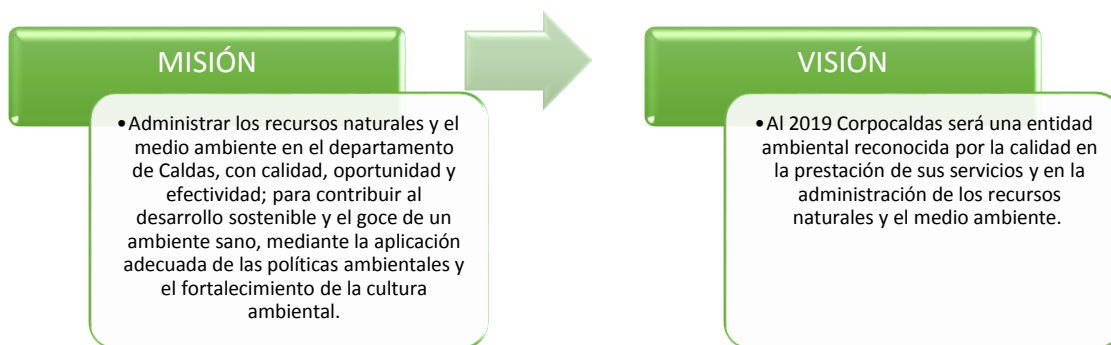 MISIÓN
•Administrar los recursos naturales y el
medio ambiente en el departamento
de Caldas, con calidad, oportunidad y
efectividad; para contribuir al
desarrollo sostenible y el goce de un
ambiente sano, mediante la aplicación
adecuada de las políticas ambientales y
el fortalecimiento de la cultura
ambiental.
VISIÓN
•Al 2019 Corpocaldas será una entidad
ambiental reconocida por la calidad en
la prestación de sus servicios y en la
administración de los recursos
naturales y el medio ambiente.